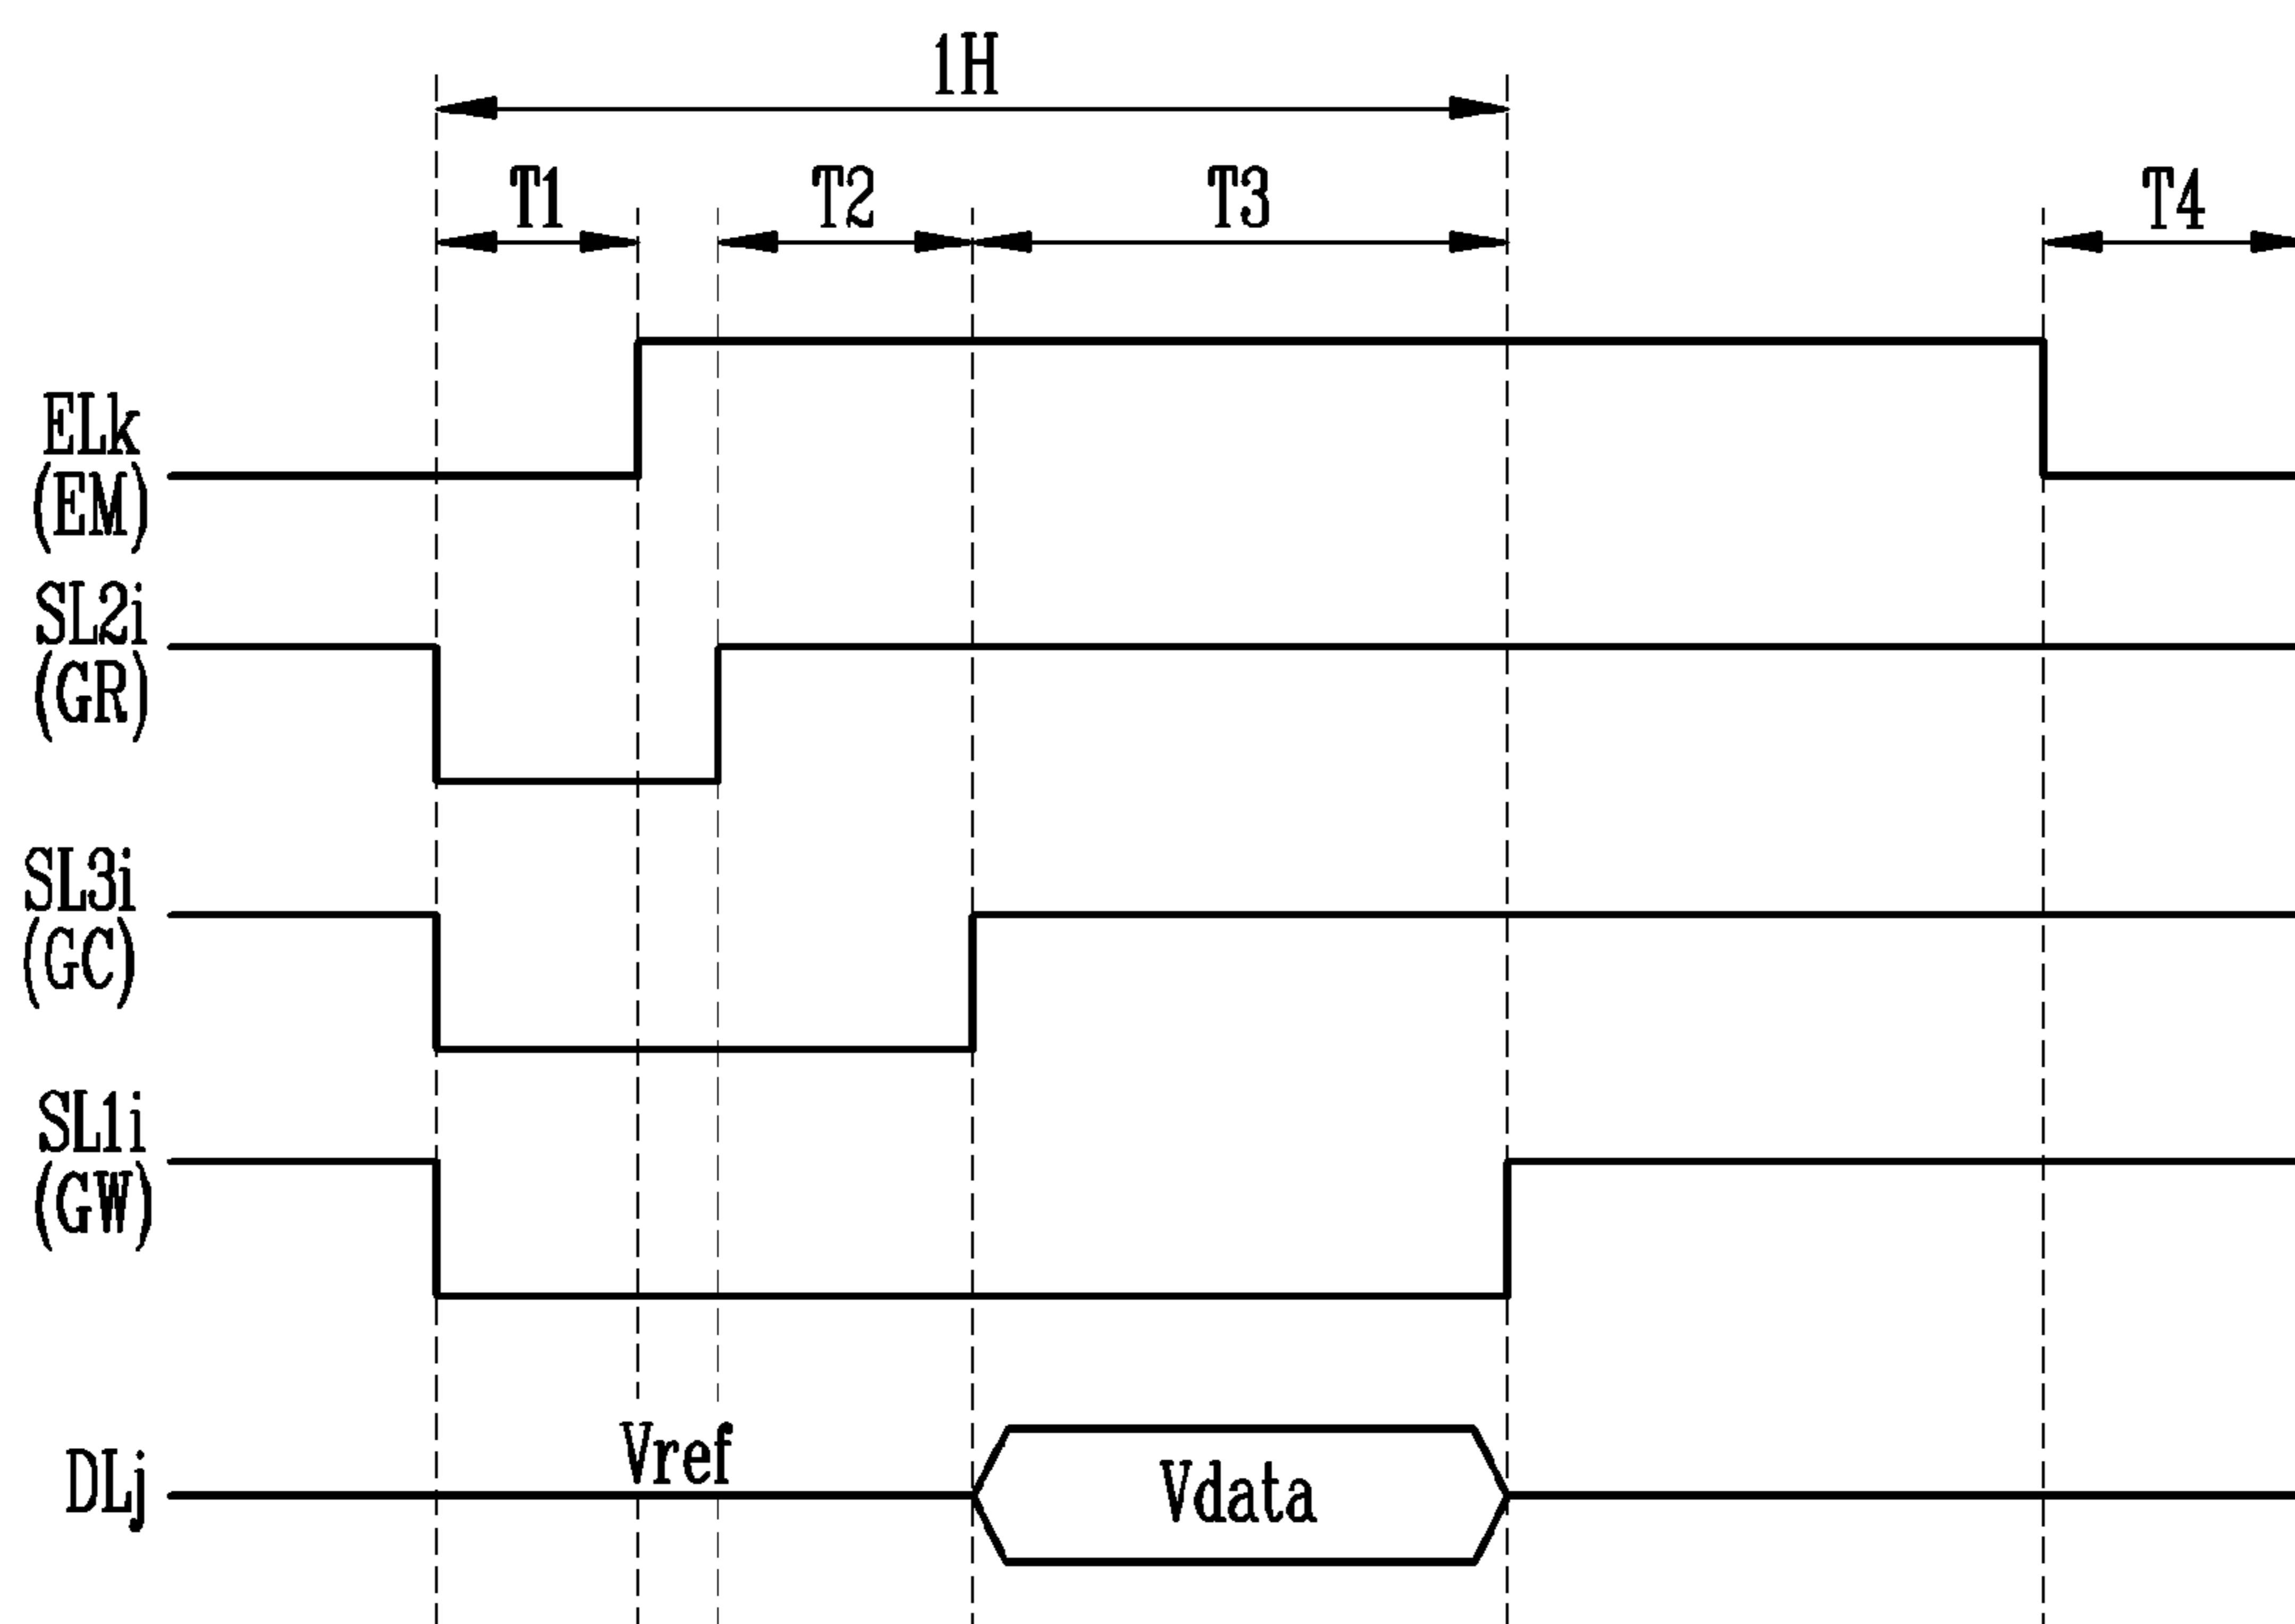 1H
T1 T2 T3 T4
ELk
(EM)
SL2i
(GR)
SL3i
(GC)
SL1i
(GW)
Vref
DLj
Vdata